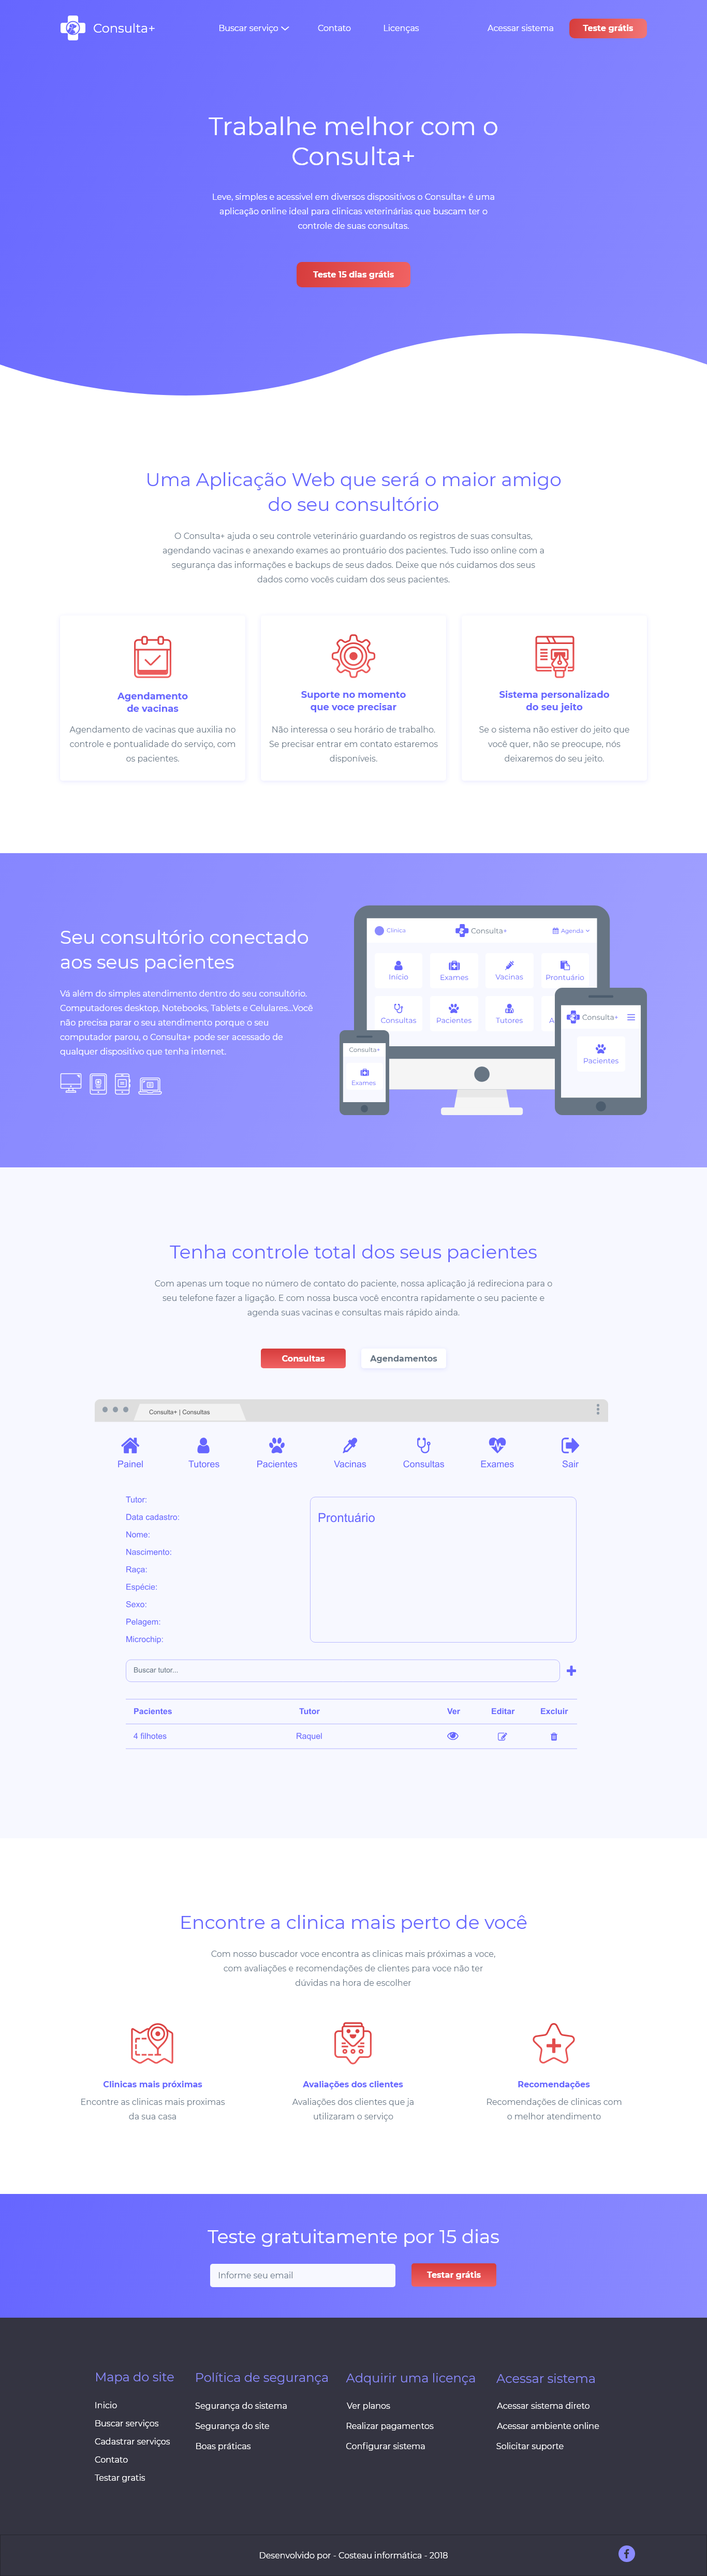 Consulta+
Buscar serviço
Contato
Licenças
Acessar sistema
Teste grátis
Trabalhe melhor com o
Consulta+
Leve, simples e acessivel em diversos dispositivos o Consulta+ é uma
aplicação online ideal para clinicas veterinárias que buscam ter o
controle de suas consultas.
Teste 15 dias grátis
Uma Aplicação Web que será o maior amigo
do seu consultório
O Consulta+ ajuda o seu controle veterinário guardando os registros de suas consultas,
agendando vacinas e anexando exames ao prontuário dos pacientes. Tudo isso online com a
segurança das informações e backups de seus dados. Deixe que nós cuidamos dos seus
dados como vocês cuidam dos seus pacientes.
Agendamento
de vacinas
Agendamento de vacinas que auxilia no
controle e pontualidade do serviço, com
os pacientes.
Suporte no momento
que voce precisar
Não interessa o seu horário de trabalho.
Se precisar entrar em contato estaremos
disponíveis.
Sistema personalizado
do seu jeito
Se o sistema não estiver do jeito que
você quer, não se preocupe, nós
deixaremos do seu jeito.
Seu consultório conectado
aos seus pacientes
Vá além do simples atendimento dentro do seu consultório.
Computadores desktop, Notebooks, Tablets e Celulares...Você
não precisa parar o seu atendimento porque o seu
computador parou, o Consulta+ pode ser acessado de
qualquer dispositivo que tenha internet.
Clinica
Consulta+
Agenda
Inicio
Exames
Vacinas
Prontuário
Consultas
Pacientes
Tutores
A
Consulta+
Exames
Consulta+
Pacientes
Tenha controle total dos seus pacientes
Com apenas um toque no número de contato do paciente, nossa aplicação já redireciona para o
seu telefone fazer a ligação. E com nossa busca você encontra rapidamente o seu paciente e
agenda suas vacinas e consultas mais rápido ainda.
Consultas
Agendamentos
Consulta+ | Consultas
Painel
Tutores
Pacientes
Vacinas
Consultas
Exames
Sair
Tutor:
Data cadastro:
Nome:
Nascimento:
Raça:
Espécie:
Sexo:
Pelagem:
Microchip:
Prontuário
Buscar tutor...
Pacientes Tutor Ver Editar Excluir
4 filhotes Raquel
Encontre a clinica mais perto de você
Com nosso buscador voce encontra as clinicas mais próximas a voce,
com avaliações e recomendações de clientes para voce não ter
dúvidas na hora de escolher
Clinicas mais próximas
Encontre as clinicas mais proximas
da sua casa
Avaliações dos clientes
Avaliações dos clientes que ja
utilizaram o serviço
Recomendações
Recomendações de clinicas com
o melhor atendimento
Teste gratuitamente por 15 dias
Informe seu email
Testar grátis
Mapa do site
Inicio
Buscar serviços
Cadastrar serviços
Contato
Testar gratis
Política de segurança
Segurança do sistema
Segurança do site
Boas práticas
Adquirir uma licença
Ver planos
Realizar pagamentos
Configurar sistema
Acessar sistema
Acessar sistema direto
Acessar ambiente online
Solicitar suporte
Desenvolvido por - Costeau informática - 2018